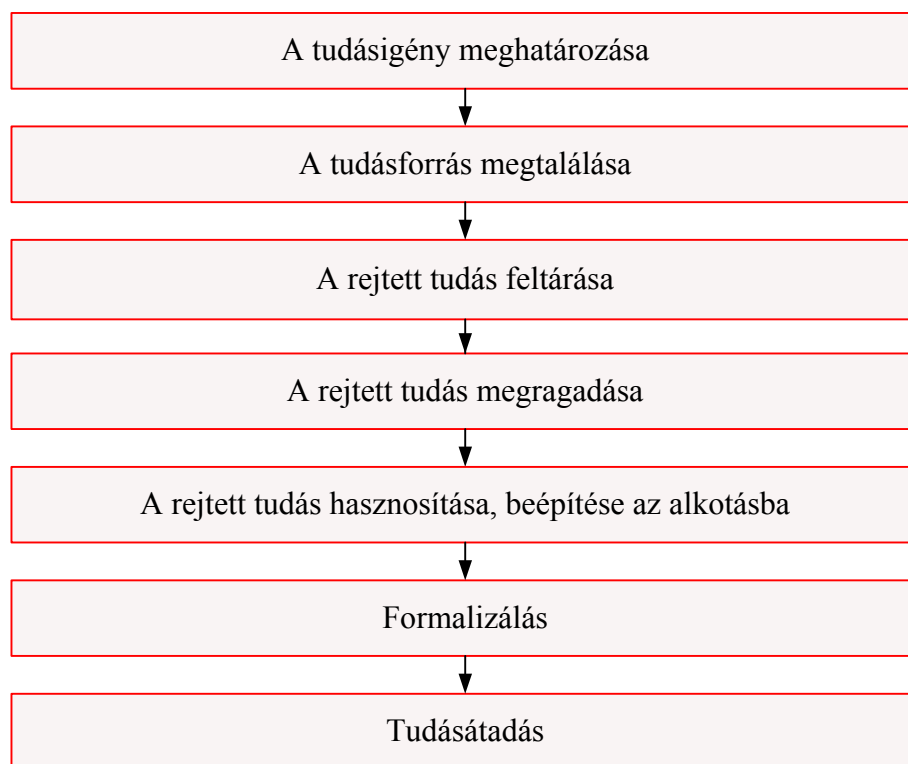 A tudásigény meghatározása
A tudásforrás megtalálása
A rejtett tudás feltárása
A rejtett tudás megragadása
A rejtett tudás hasznosítása, beépítése az alkotásba
Formalizálás
Tudásátadás